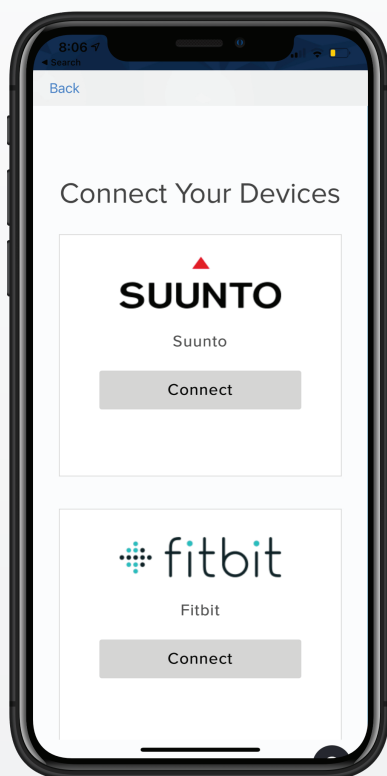 8:06
◀ Search
Back
Connect Your Devices
SUUNTO
Suunto
Connect
fitbit
Fitbit
Connect